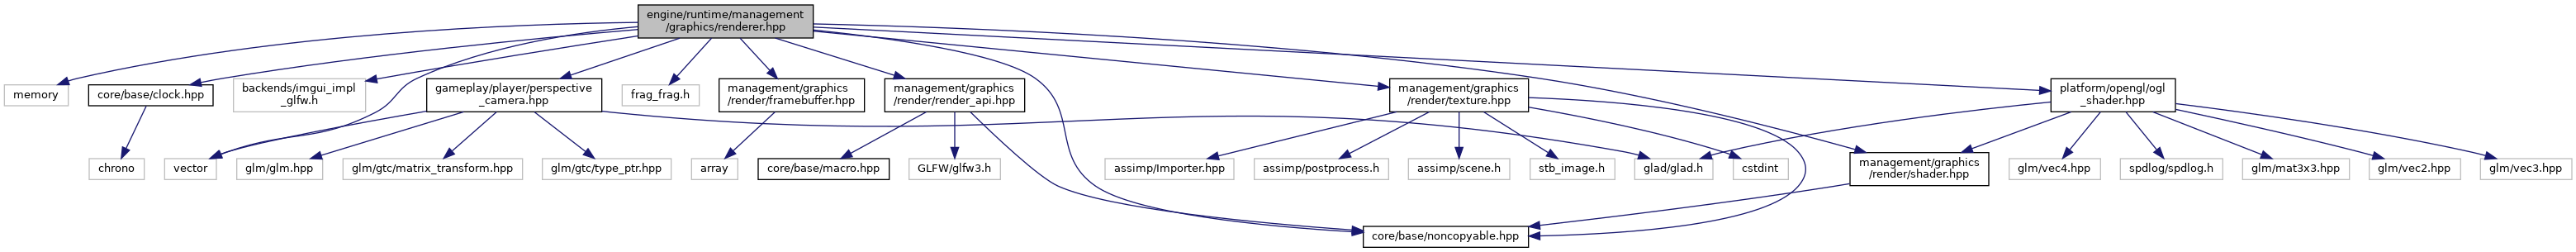 engine/runtime/management
/graphics/renderer.hpp
memory
core/base/clock.hpp
backends/imgui_impl
_glfw.h
gameplay/player/perspective
_camera.hpp
frag_frag.h
management/graphics
/render/framebuffer.hpp
management/graphics
/render/render_api.hpp
management/graphics
/render/texture.hpp
platform/opengl/ogl
_shader.hpp
chrono
vector
glm/glm.hpp
glm/gtc/matrix_transform.hpp
glm/gtc/type_ptr.hpp
array
core/base/macro.hpp
GLFW/glfw3.h
assimp/Importer.hpp
assimp/postprocess.h
assimp/scene.h
stb_image.h
glad/glad.h
cstdint
management/graphics
/render/shader.hpp
glm/vec4.hpp
spdlog/spdlog.h
glm/mat3x3.hpp
glm/vec2.hpp
glm/vec3.hpp
core/base/noncopyable.hpp